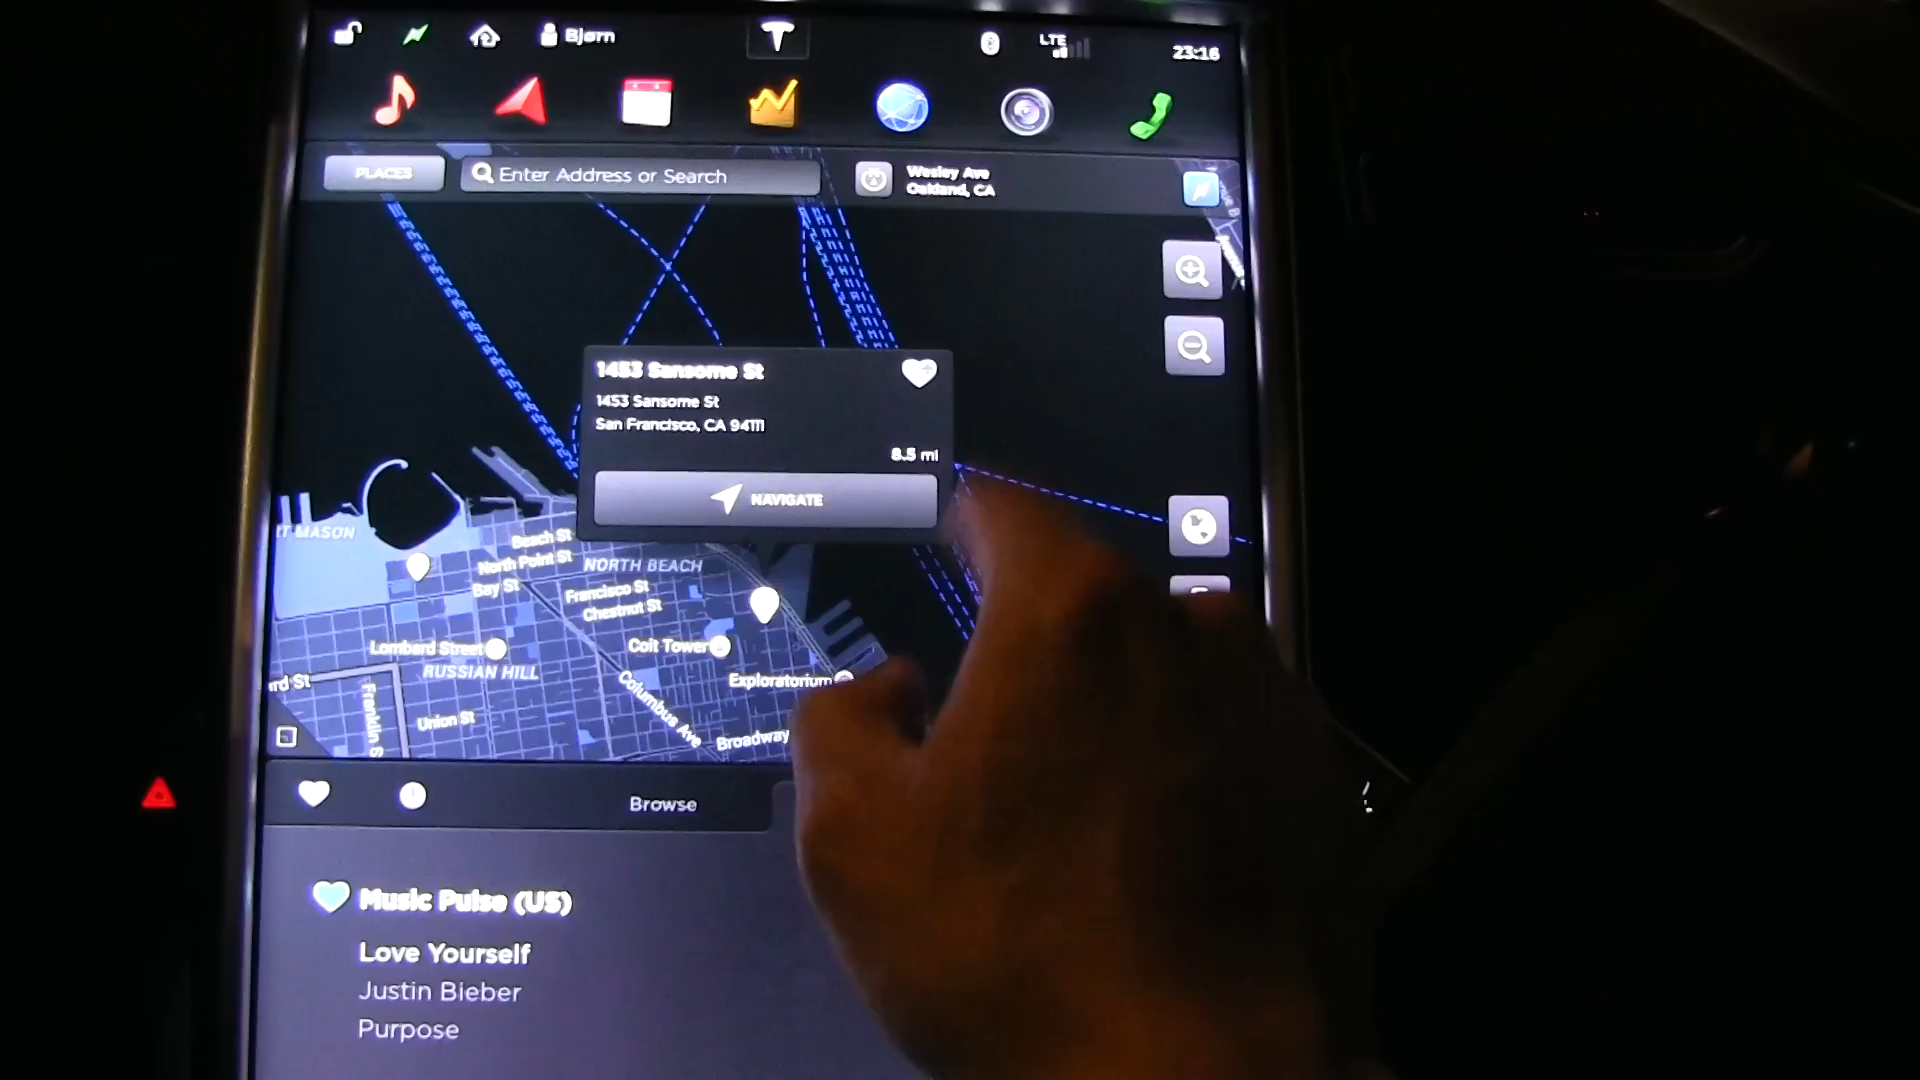 Bjørn
LTE
23:16
PLACES
Enter Address or Search
Wesley Ave
Oakland, CA
1453 Sansome St
1453 Sansome St
San Francisco, CA 94111
8.5 mi
NAVIGATE
T MASON
Beach St
North Point St
Bay St
NORTH BEACH
Francisco St
Chestnut St
Lombard Street
RUSSIAN HILL
Coit Tower
Exploratorium
rd St
Franklin S
Union St
Columbus Ave
Broadway
Browse
Music Pulse (US)
Love Yourself
Justin Bieber
Purpose